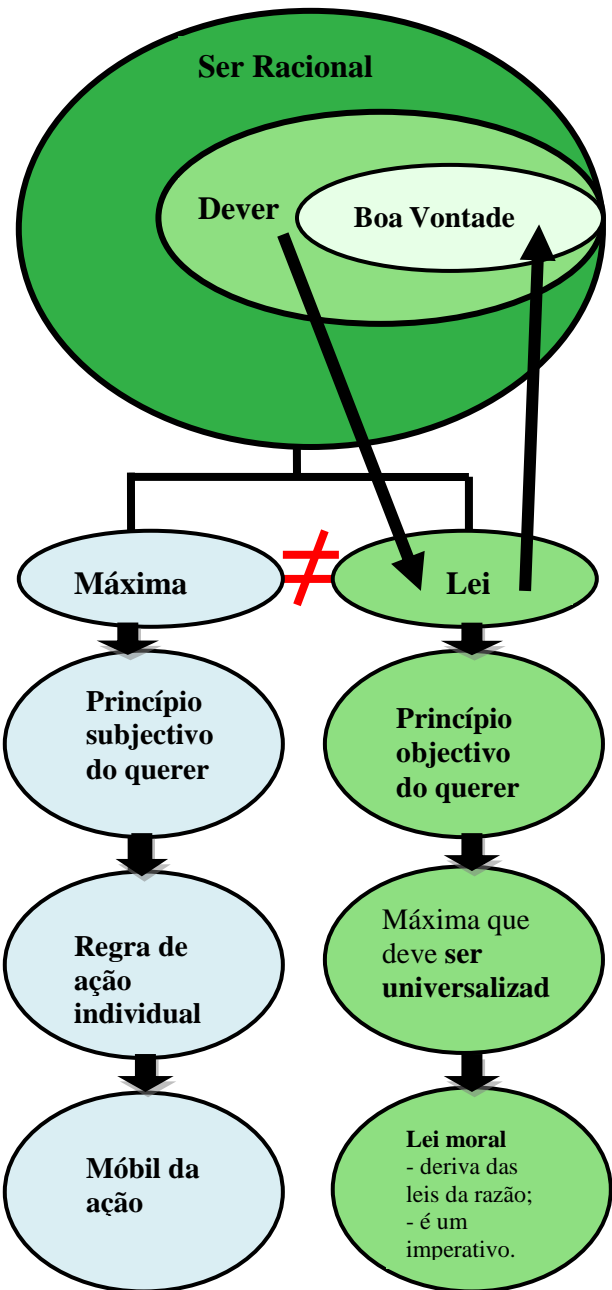 Ser Racional
Dever
Boa Vontade
Máxima
≠
Lei
Princípio
subjectivo
do querer
Princípio
objectivo
do querer
Regra de
ação
individual
Máxima que
deve ser
universalizad
Móbil da
ação
Lei moral
- deriva das
leis da razão;
- é um
imperativo.